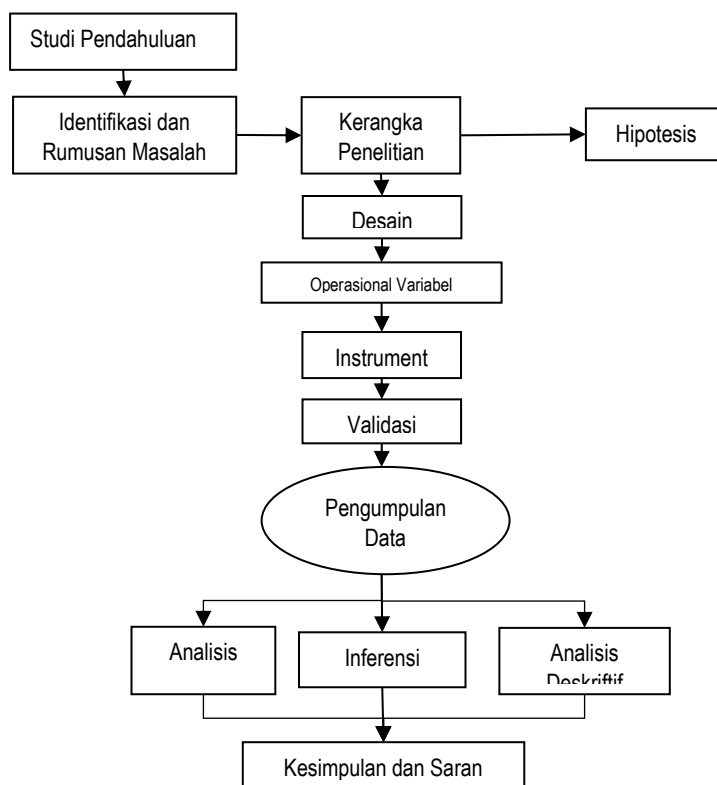 Studi Pendahuluan
Identifikasi dan
Rumusan Masalah
Kerangka
Penelitian
Hipotesis
Desain
Operasional Variabel
Instrument
Validasi
Pengumpulan
Data
Analisis
Inferensi
Analisis
Deskriftif
Kesimpulan dan Saran